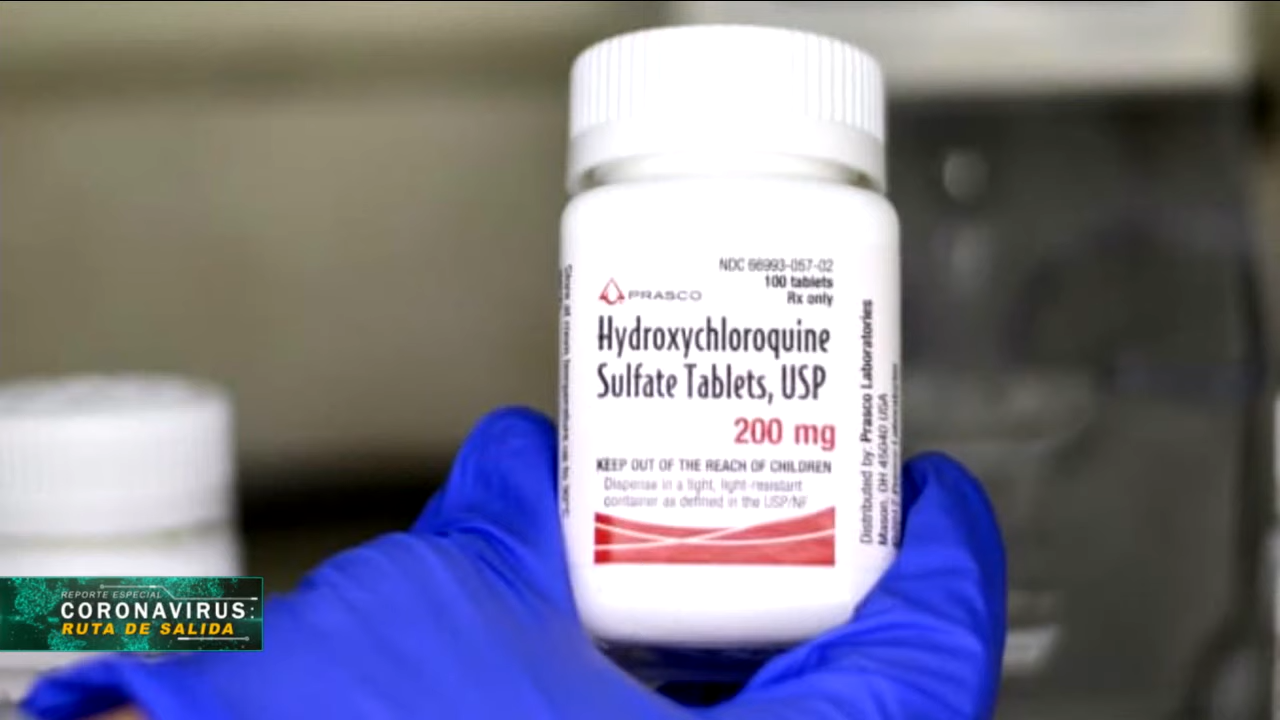 NDC 66993-057-02
100 tablets
Rx only
PRASCO
Hydroxychloroquine
Sulfate Tablets, USP
200 mg
KEEP OUT OF THE REACH OF CHILDREN
Dispense in a tight, light-resistant
container as defined in the USP/NF
Distributed by: Prasco Laboratories
Mason, OH 45040 USA
REPORTE ESPECIAL
CORONAVIRUS:
RUTA DE SALIDA